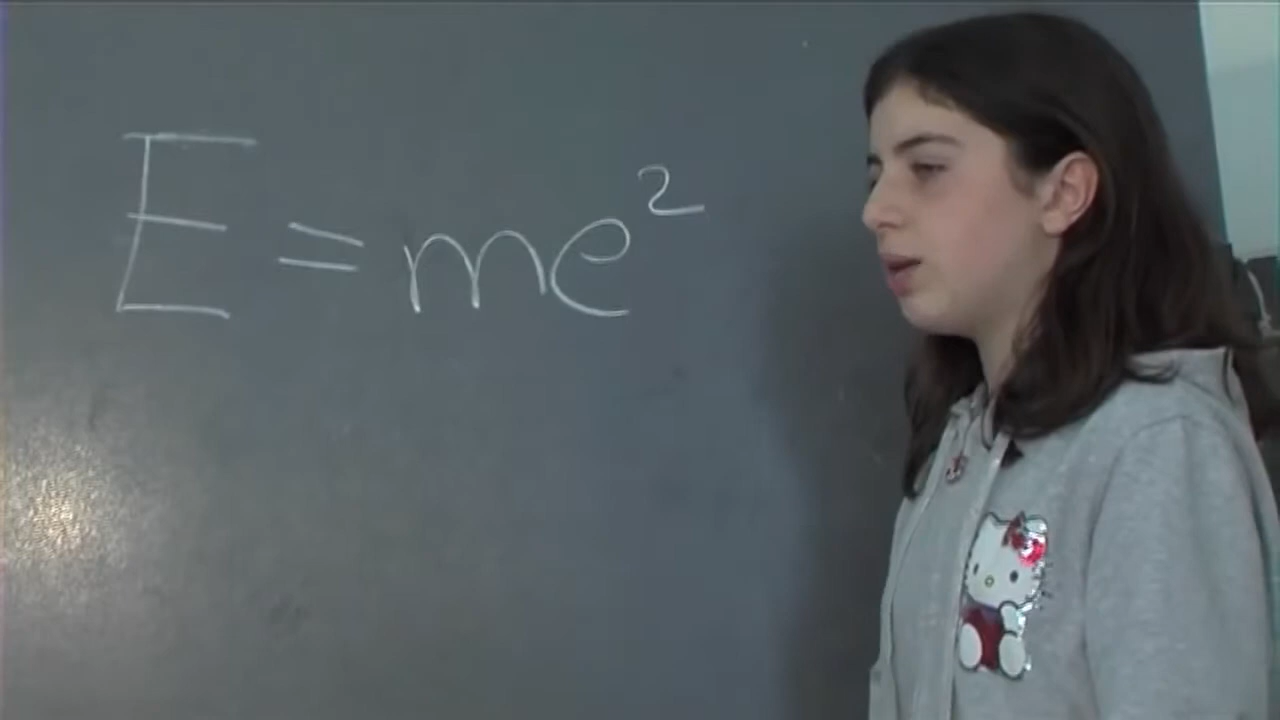 E = me²